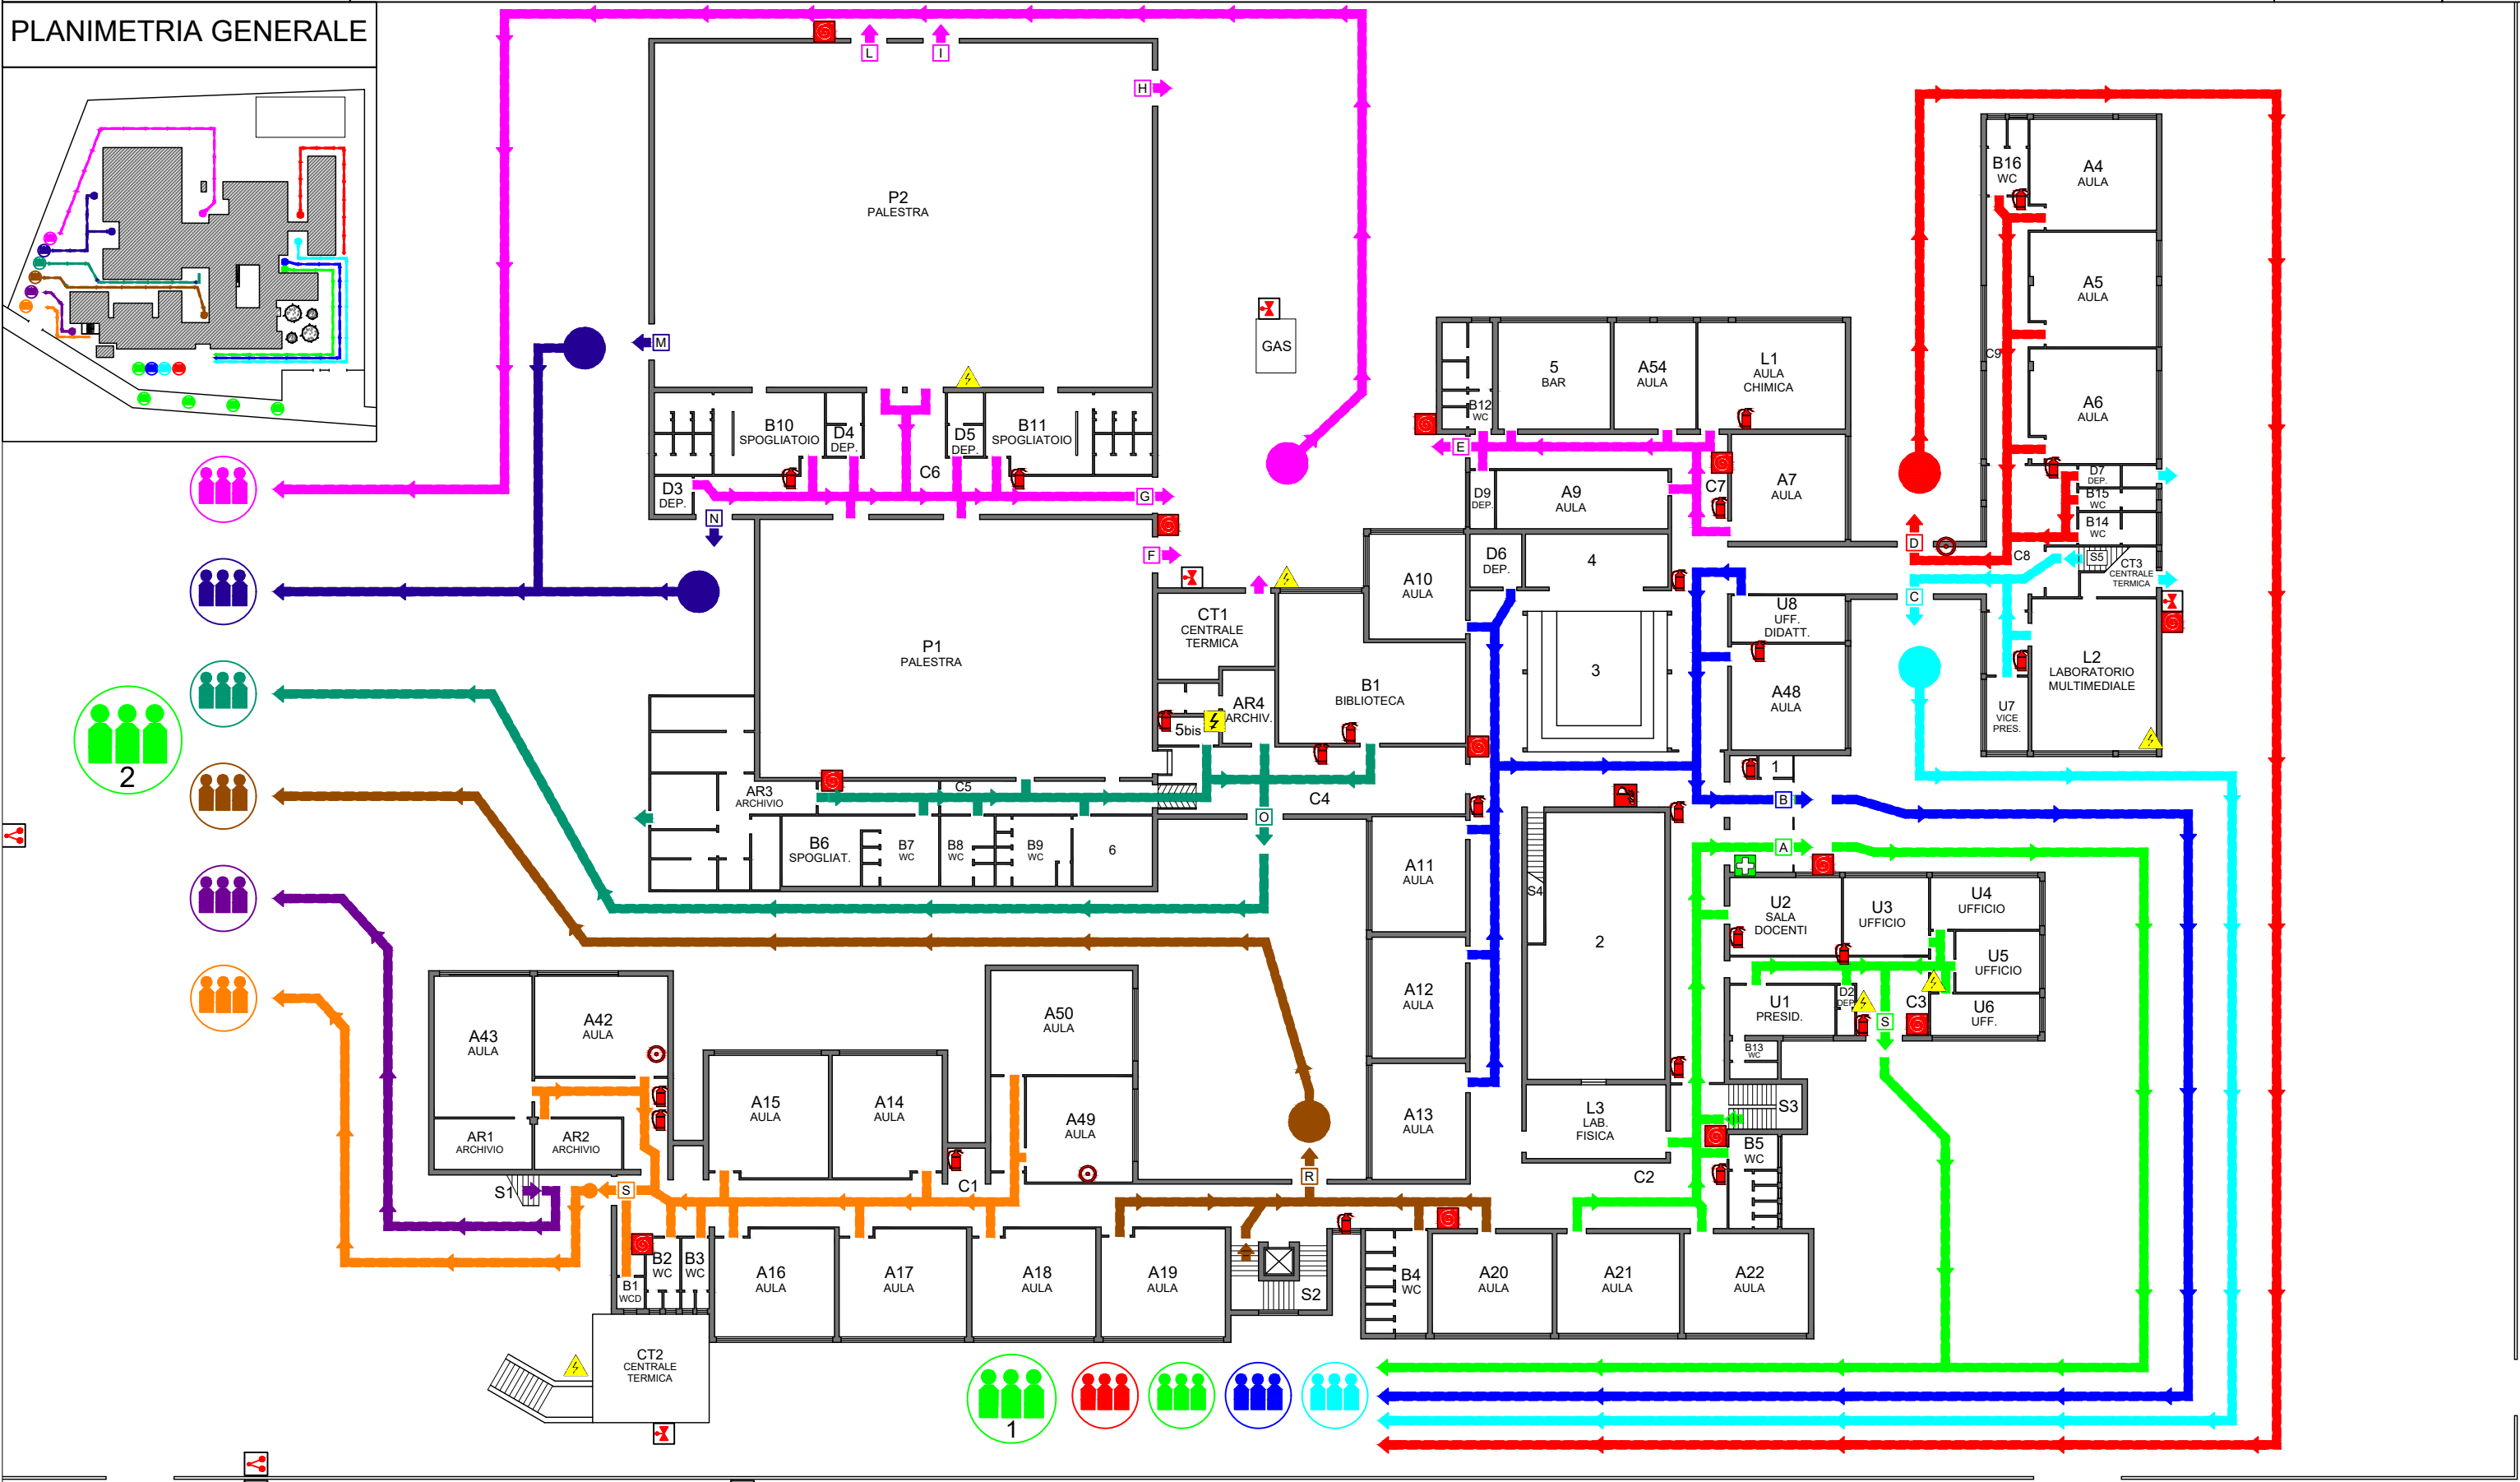 PLANIMETRIA GENERALE
L
I
H
P2
PALESTRA
M
GAS
B10
SPOGLIATOIO
D4
DEP.
D5
DEP.
B11
SPOGLIATOIO
C6
D3
DEP.
N
G
F
P1
PALESTRA
CT1
CENTRALE
TERMICA
AR4
ARCHIV.
5bis
B1
BIBLIOTECA
A10
AULA
B12
WC
5
BAR
A54
AULA
L1
AULA
CHIMICA
E
D9
DEP.
A9
AULA
C7
A7
AULA
D6
DEP.
4
3
U8
UFF.
DIDATT.
A48
AULA
1
B16
WC
A4
AULA
A5
AULA
C9
A6
AULA
D7
DEP.
B15
WC
B14
WC
D
C8
S5
CT3
CENTRALE
TERMICA
C
L2
LABORATORIO
MULTIMEDIALE
U7
VICE
PRES.
2
AR3
ARCHIVIO
C5
C4
O
B6
SPOGLIAT.
B7
WC
B8
WC
B9
WC
6
B
A
A11
AULA
A12
AULA
A13
AULA
S4
2
L3
LAB.
FISICA
C2
U2
SALA
DOCENTI
U3
UFFICIO
U4
UFFICIO
U5
UFFICIO
U6
UFF.
U1
PRESID.
D2
DEP.
C3
S
B13
WC
S3
B5
WC
A43
AULA
A42
AULA
AR1
ARCHIVIO
AR2
ARCHIVIO
S1
S
A15
AULA
A14
AULA
C1
A50
AULA
A49
AULA
R
B1
WCD
B2
WC
B3
WC
A16
AULA
A17
AULA
A18
AULA
A19
AULA
S2
B4
WC
A20
AULA
A21
AULA
A22
AULA
CT2
CENTRALE
TERMICA
1